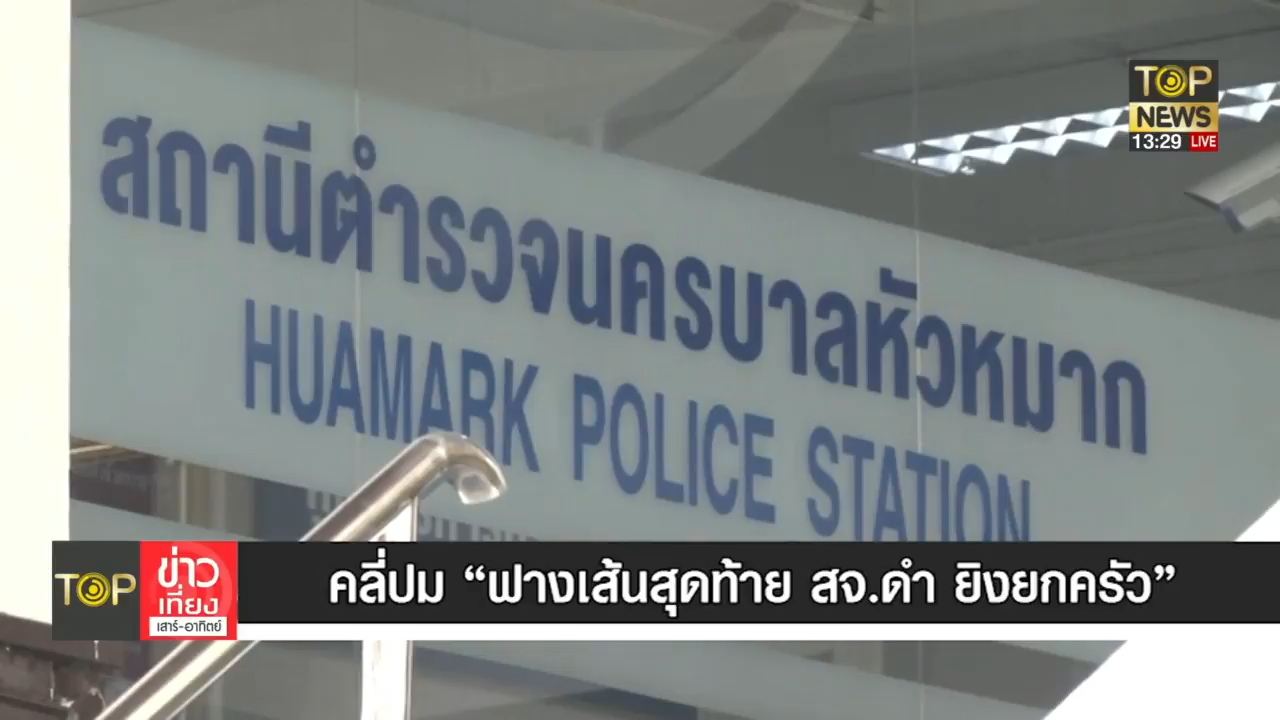 TOP
NEWS
13:29 LIVE
สถานีตำรวจนครบาลหัวหมาก
HUAMARK POLICE STATION
TOP
ข่าว
เที่ยง
เสาร์-อาทิตย์
คลี่ปม “ฟางเส้นสุดท้าย สจ.ดำ ยิงยกครัว”